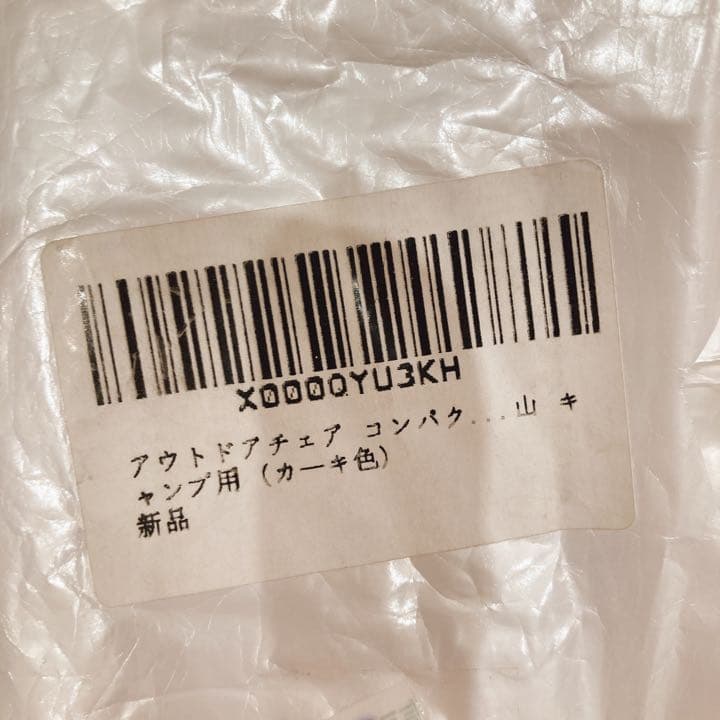 X000QYU3KH
アウトドアチェア コンパク...山 キ
ャンプ用 (カーキ色)
新品